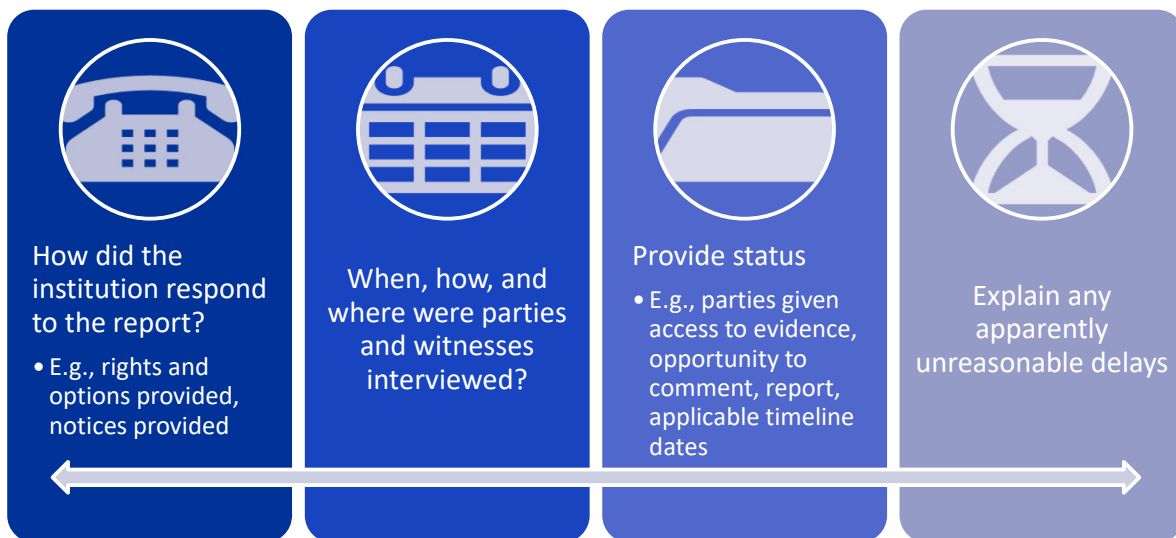 How did the
institution respond
to the report?
• E.g., rights and
options provided,
notices provided
When, how, and
where were parties
and witnesses
interviewed?
Provide status
• E.g., parties given
access to evidence,
opportunity to
comment, report,
applicable timeline
dates
Explain any
apparently
unreasonable delays